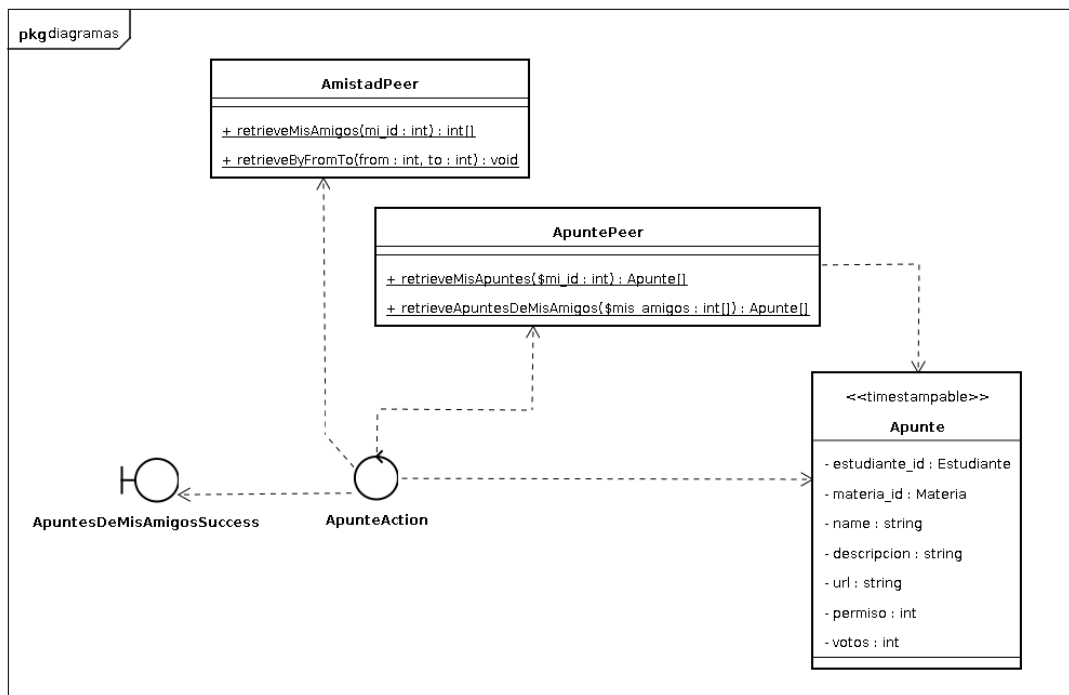 pkg diagramas
AmistadPeer
+ retrieveMisAmigos(mi_id : int) : int[]
+ retrieveByFromTo(from : int, to : int) : void
ApuntePeer
+ retrieveMisApuntes($mi_id : int) : Apunte[]
+ retrieveApuntesDeMisAmigos($mis_amigos : int[]) : Apunte[]
<<timestampable>>
Apunte
- estudiante_id : Estudiante
- materia_id : Materia
- name : string
- descripcion : string
- url : string
- permiso : int
- votos : int
ApuntesDeMisAmigosSuccess
ApunteAction